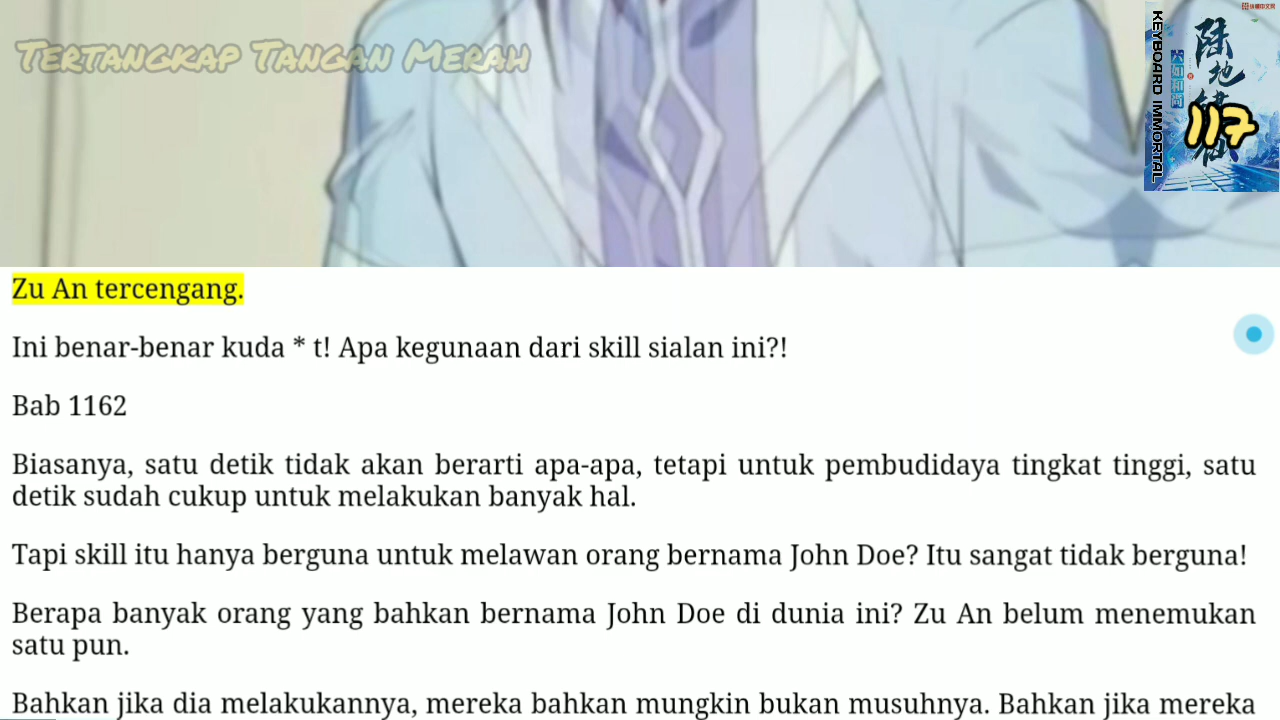 Tertangkap Tangan Merah
KEYBOARD IMMORTAL
陆地
117
Zu An tercengang.
Ini benar-benar kuda * t! Apa kegunaan dari skill sialan ini?!
Bab 1162
Biasanya, satu detik tidak akan berarti apa-apa, tetapi untuk pembudidaya tingkat tinggi, satu
detik sudah cukup untuk melakukan banyak hal.
Tapi skill itu hanya berguna untuk melawan orang bernama John Doe? Itu sangat tidak berguna!
Berapa banyak orang yang bahkan bernama John Doe di dunia ini? Zu An belum menemukan
satu pun.
Bahkan jika dia melakukannya, mereka bahkan mungkin bukan musuhnya. Bahkan jika mereka